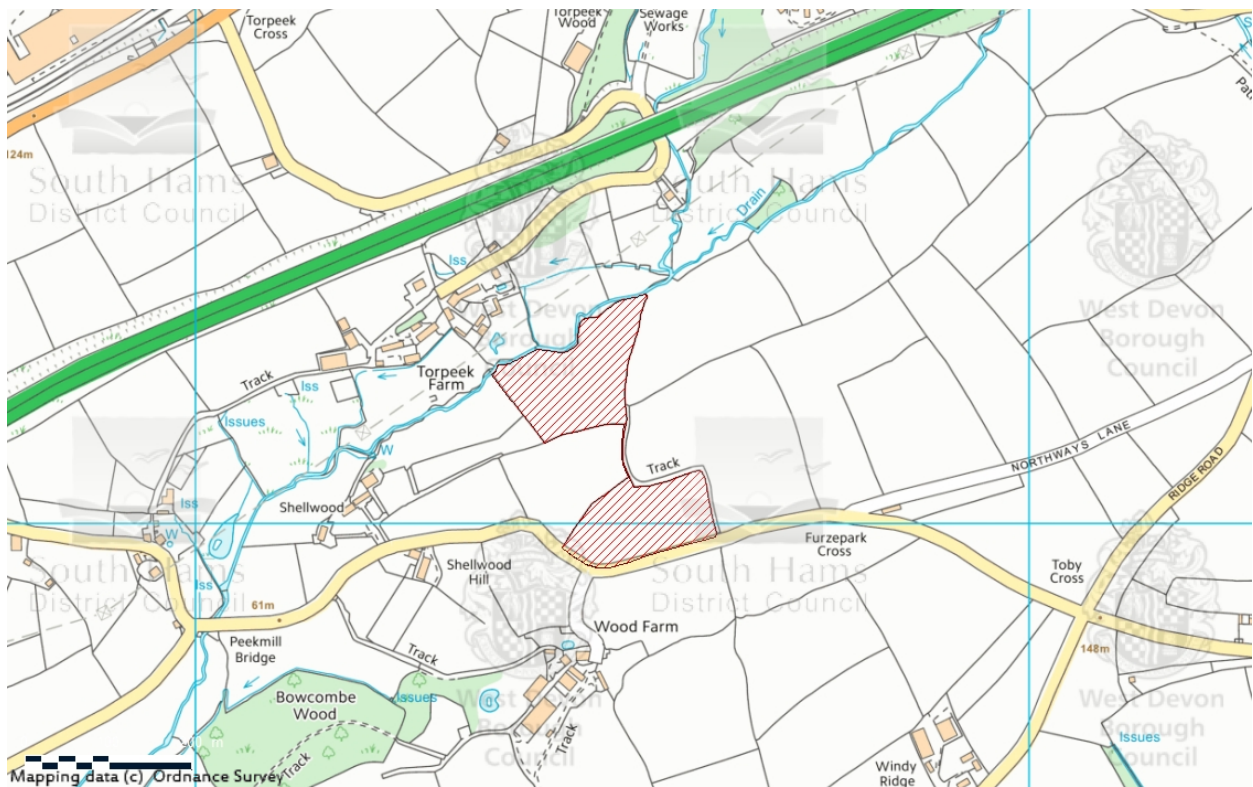 Torpeek
Cross
Torpeek
Wood
Sewage
Works
124m
South Hams
District Council
South Hams
District Council
West Devon
Borough
Council
West Devon
Borough
Council
Drain
Iss
Torpeek
Farm
Track
Iss
Issues
W
Track
NORTHWAYS LANE
RIDGE ROAD
Iss
W
Shellwood
Furzepark
Cross
Shellwood
Hill
Toby
Cross
South Hams
District Council
South Hams
District Council
Iss
61m
Wood Farm
Peekmill
Bridge
Track
148m
Bowcombe
Wood
Issues
West Devon
Borough
Council
West Devon
Borough
Council
Track
Track
Issues
Windy
Ridge
Mapping data (c) Ordnance Survey